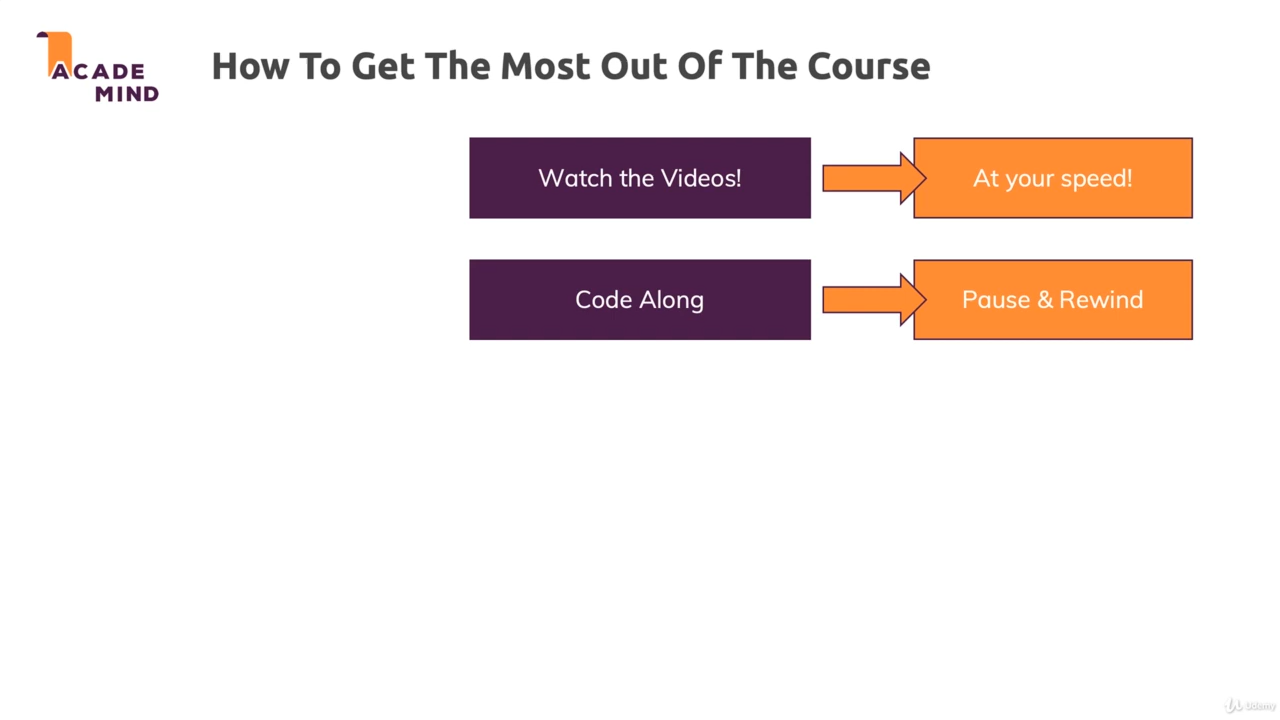 ACADE
MIND
How To Get The Most Out Of The Course
Watch the Videos!
At your speed!
Code Along
Pause & Rewind
Udemy